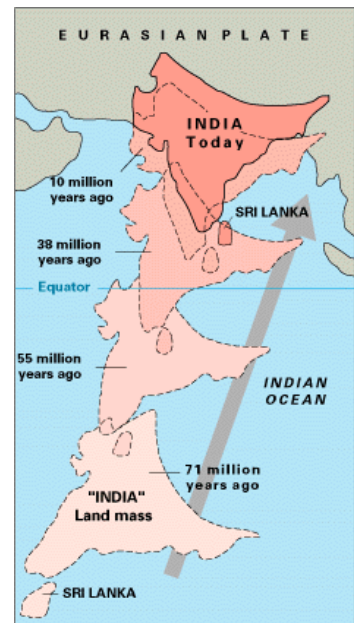 EURASIAN PLATE
INDIA
Today
10 million
years ago
SRI LANKA
38 million
years ago
Equator
55 million
years ago
INDIAN
OCEAN
71 million
years ago
"INDIA"
Land mass
SRI LANKA